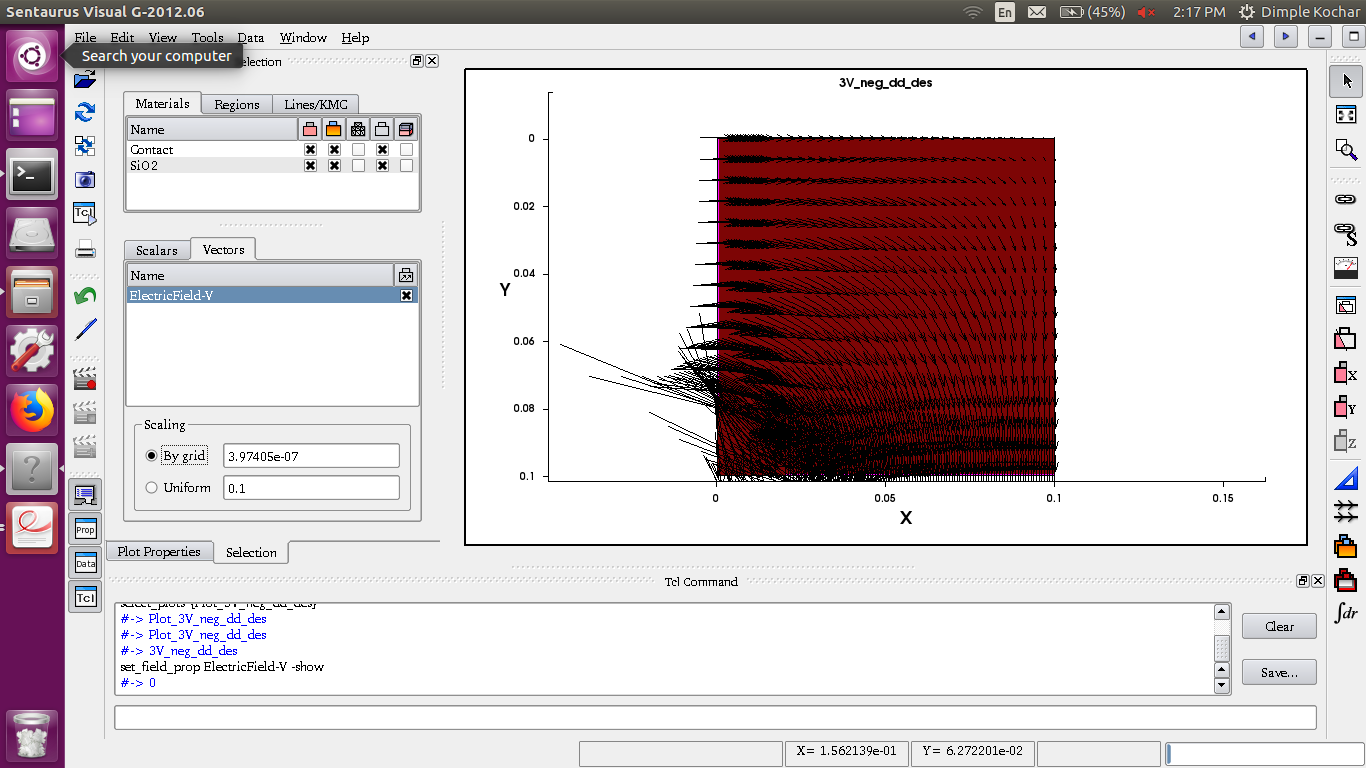 Sentaurus Visual G-2012.06
En
(45%)
2:17 PM
Dimple Kochar
File Edit View Tools Data Window Help
Search your computer
election
Materials Regions Lines/KMC
Name
Contact
SiO2
Scalars Vectors
Name
ElectricField-V
Scaling
By grid 3.97405e-07
Uniform 0.1
Plot Properties Selection
Tcl
Prop
Data
Tcl
3V_neg_dd_des
Y
0
0.02
0.04
0.06
0.08
0.1
0 0.05 0.1 0.15
X
S
X
Y
Z
∫dr
Tcl Command
select_plots {Plot_3V_neg_dd_des}
#-> Plot_3V_neg_dd_des
#-> Plot_3V_neg_dd_des
#-> 3V_neg_dd_des
set_field_prop ElectricField-V -show
#-> 0
Clear
Save...
X= 1.562139e-01 Y= 6.272201e-02